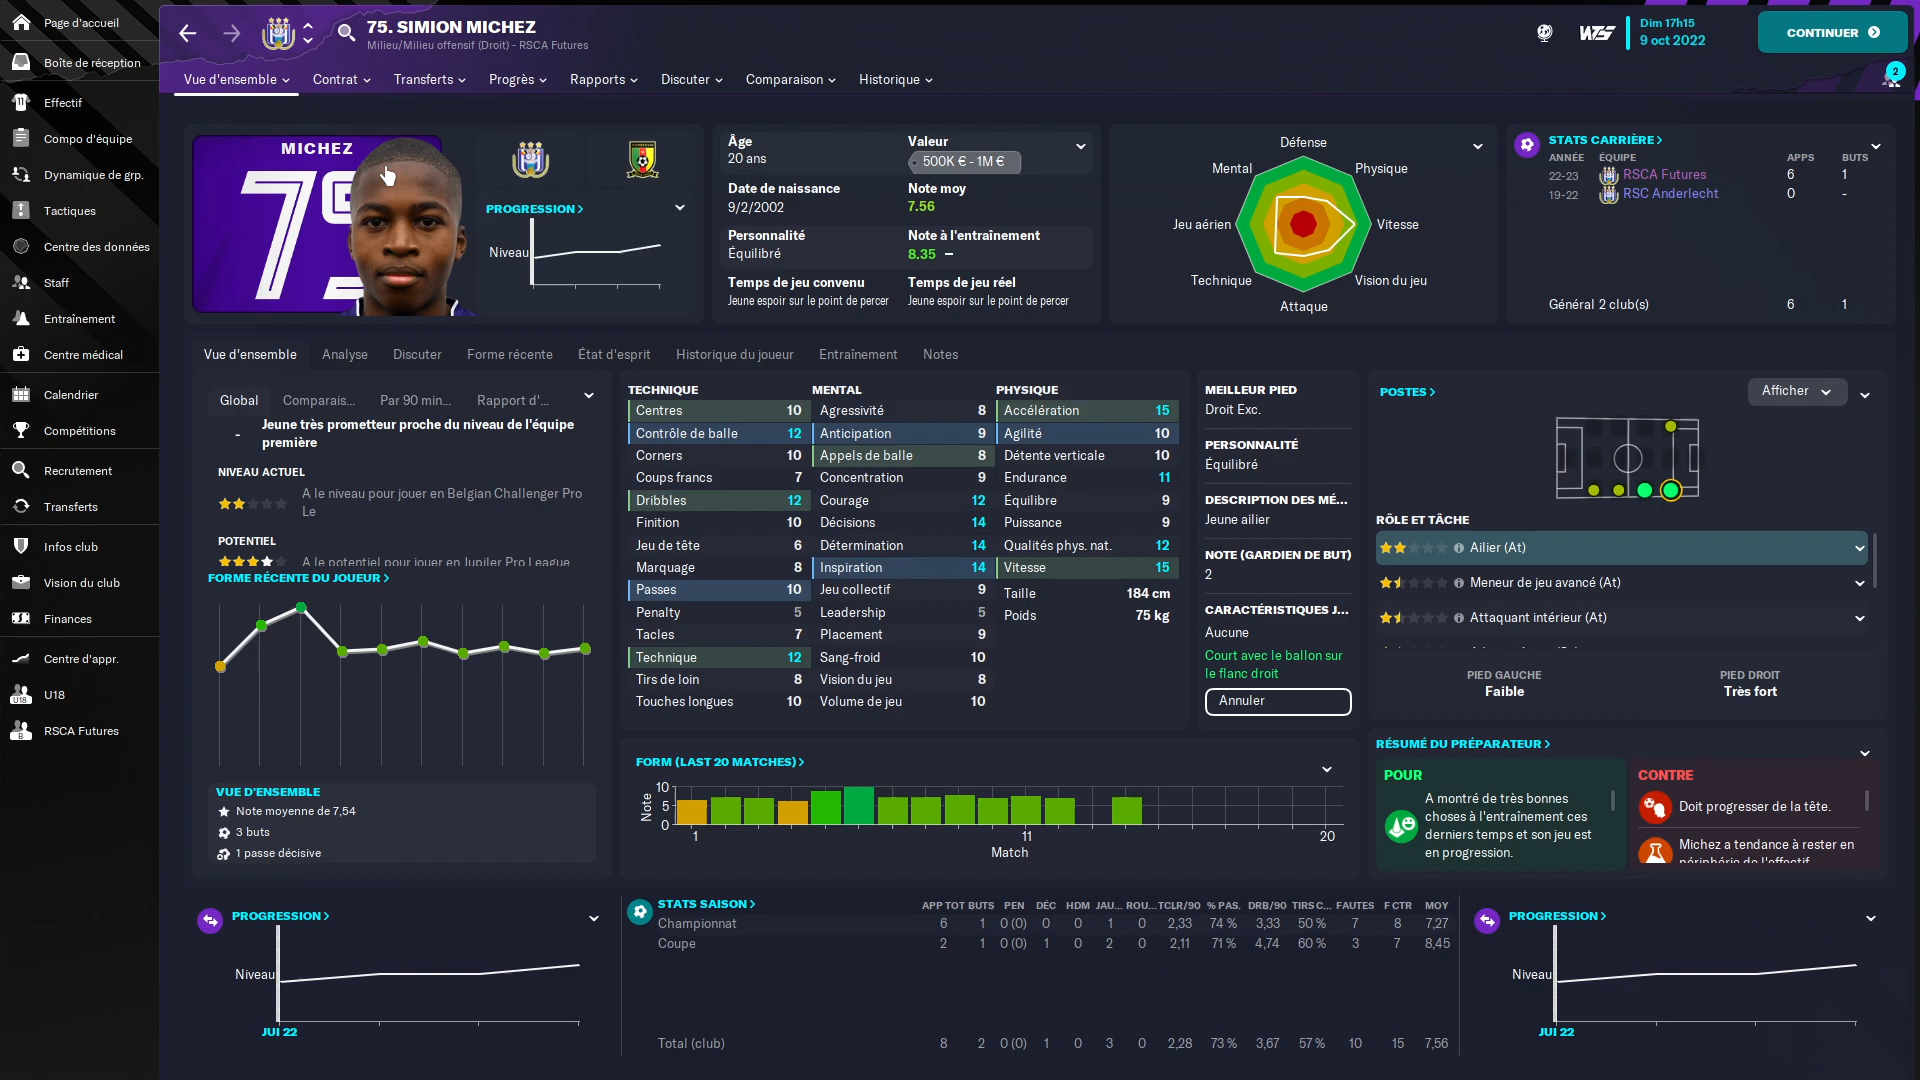 Page d'accueil
Boîte de réception
Effectif
Compo d'équipe
Dynamique de grp.
Tactiques
Centre des données
Staff
Entraînement
Centre médical
Calendrier
Compétitions
Recrutement
Transferts
Infos club
Vision du club
Finances
Centre d'appr.
U18
RSCA Futures
75. SIMION MICHEZ
Milieu/Milieu offensif (Droit) - RSCA Futures
Dim 17h15
9 oct 2022
CONTINUER
2
Vue d'ensemble Contrat Transferts Progrès Rapports Discuter Comparaison Historique
MICHEZ
PROGRESSION >
Niveau
Âge
20 ans
Valeur
500K € - 1M €
Date de naissance
9/2/2002
Note moy
7.56
Personnalité
Équilibré
Note à l'entraînement
8.35 –
Temps de jeu convenu
Jeune espoir sur le point de percer
Temps de jeu réel
Jeune espoir sur le point de percer
Défense
Physique
Vitesse
Vision du jeu
Attaque
Technique
Jeu aérien
Mental
STATS CARRIÈRE >
ANNÉE ÉQUIPE APPS BUTS
22-23 RSCA Futures 6 1
19-22 RSC Anderlecht 0 -
Général 2 club(s) 6 1
Vue d'ensemble Analyse Discuter Forme récente État d'esprit Historique du joueur Entraînement Notes
Global Comparais... Par 90 min... Rapport d'...
- Jeune très prometteur proche du niveau de l'équipe
première
NIVEAU ACTUEL
A le niveau pour jouer en Belgian Challenger Pro
Le
POTENTIEL
A le potentiel pour jouer en Jupiler Pro League
FORME RÉCENTE DU JOUEUR >
VUE D'ENSEMBLE
Note moyenne de 7,54
3 buts
1 passe décisive
TECHNIQUE
Centres 10
Contrôle de balle 12
Corners 10
Coups francs 7
Dribbles 12
Finition 10
Jeu de tête 6
Marquage 8
Passes 10
Penalty 5
Tacles 7
Technique 12
Tirs de loin 8
Touches longues 10
MENTAL
Agressivité 8
Anticipation 9
Appels de balle 8
Concentration 9
Courage 12
Décisions 14
Détermination 14
Inspiration 14
Jeu collectif 9
Leadership 5
Placement 9
Sang-froid 10
Vision du jeu 8
Volume de jeu 10
PHYSIQUE
Accélération 15
Agilité 10
Détente verticale 10
Endurance 11
Équilibre 9
Puissance 9
Qualités phys. nat. 12
Vitesse 15
Taille 184 cm
Poids 75 kg
MEILLEUR PIED
Droit Exc.
PERSONNALITÉ
Équilibré
DESCRIPTION DES MÉ...
Jeune ailier
NOTE (GARDIEN DE BUT)
2
CARACTÉRISTIQUES J...
Aucune
Court avec le ballon sur
le flanc droit
Annuler
POSTES >
Afficher
RÔLE ET TÂCHE
Ailier (At)
Meneur de jeu avancé (At)
Attaquant intérieur (At)
PIED GAUCHE
Faible
PIED DROIT
Très fort
FORM (LAST 20 MATCHES) >
Note
10
5
0
1 11 20
Match
RÉSUMÉ DU PRÉPARATEUR >
POUR
A montré de très bonnes
choses à l'entraînement ces
derniers temps et son jeu est
en progression.
CONTRE
Doit progresser de la tête.
Michez a tendance à rester en
périphérie de l'effectif
PROGRESSION >
Niveau
JUI 22
STATS SAISON > APP TOT BUTS PEN DÉC HDM JAU... ROU... TCLR/90 % PAS. DRB/90 TIRS C... FAUTES F CTR MOY
Championnat 6 1 0 (0) 0 0 1 0 2,33 74 % 3,33 50 % 7 8 7,27
Coupe 2 1 0 (0) 1 0 2 0 2,11 71 % 4,74 60 % 3 7 8,45
Total (club) 8 2 0 (0) 1 0 3 0 2,28 73 % 3,67 57 % 10 15 7,56
PROGRESSION >
Niveau
JUI 22